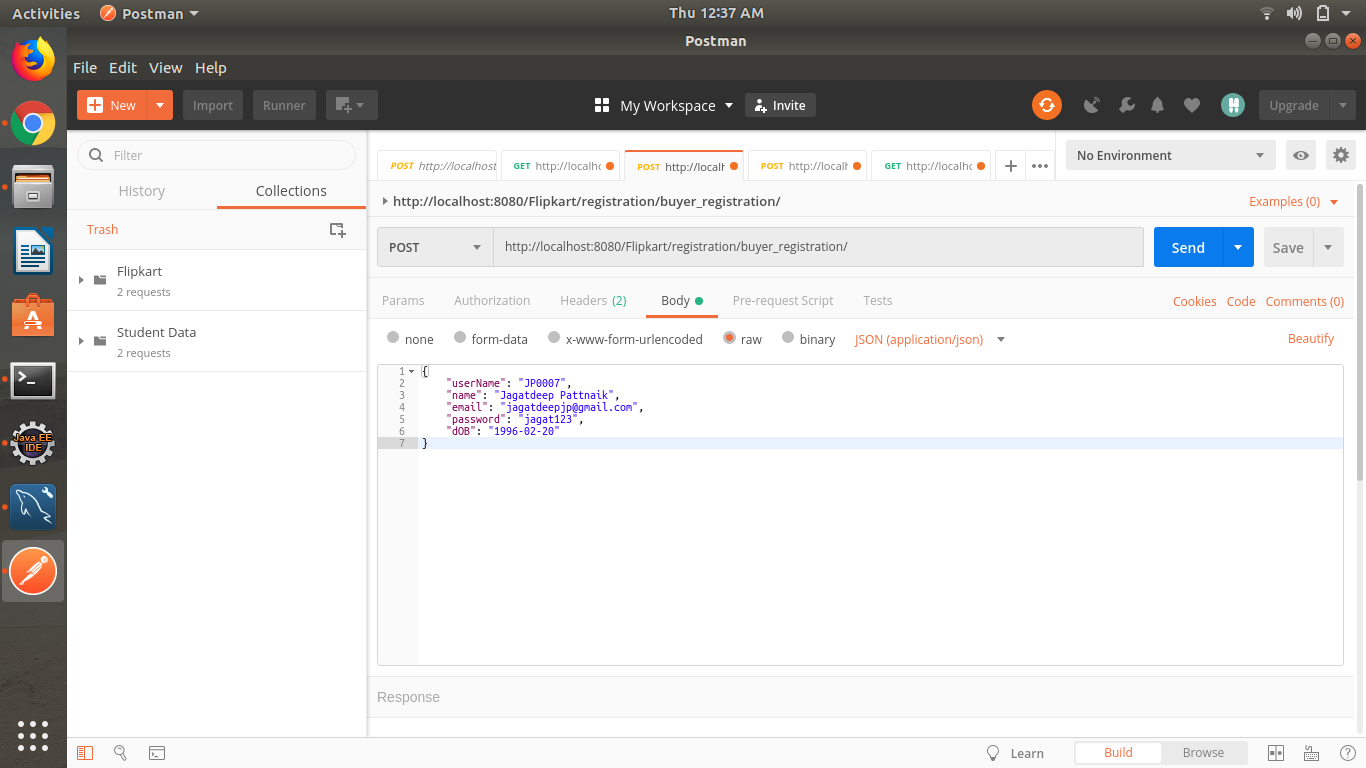 Activities
Postman
Thu 12:37 AM
Postman
File Edit View Help
New
Import
Runner
My Workspace
Invite
Upgrade
Filter
History
Collections
Trash
Flipkart
2 requests
Student Data
2 requests
POST http://localhost
GET http://localhc
POST http://localh
POST http://localh
GET http://localhc
No Environment
http://localhost:8080/Flipkart/registration/buyer_registration/
Examples (0)
POST
http://localhost:8080/Flipkart/registration/buyer_registration/
Send
Save
Params
Authorization
Headers (2)
Body
Pre-request Script
Tests
Cookies
Code
Comments (0)
none
form-data
x-www-form-urlencoded
raw
binary
JSON (application/json)
Beautify
1 {
2 "userName": "JP0007",
3 "name": "Jagatdeep Pattnaik",
4 "email": "jagatdeepjp@gmail.com",
5 "password": "jagat123",
6 "dOB": "1996-02-20"
7 }
Response
Java EE
IDE
Learn
Build
Browse